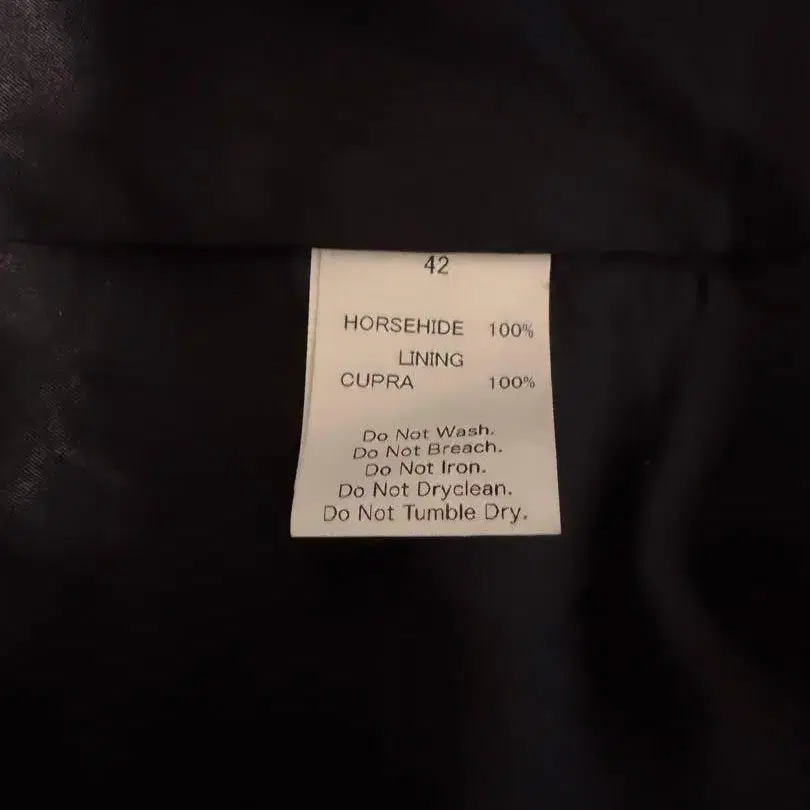 42
HORSEHIDE 100%
LINING
CUPRA 100%
Do Not Wash.
Do Not Breach.
Do Not Iron.
Do Not Dryclean.
Do Not Tumble Dry.